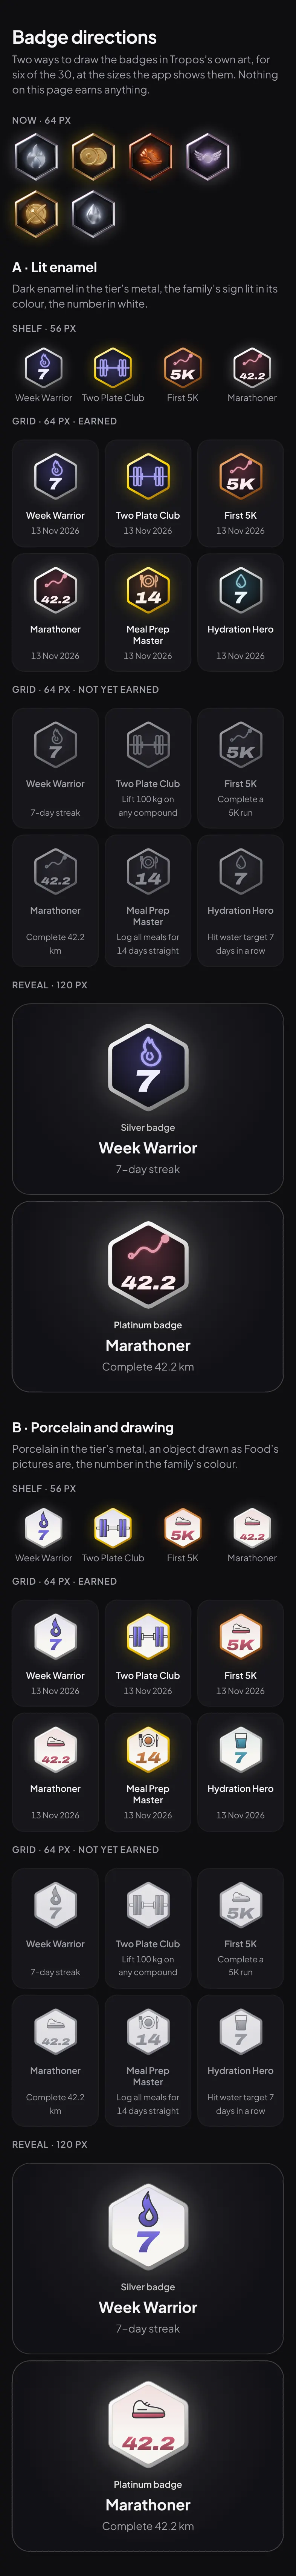 Badge directions
Two ways to draw the badges in Tropos's own art, for
six of the 30, at the sizes the app shows them. Nothing
on this page earns anything.
NOW · 64 PX
A · Lit enamel
Dark enamel in the tier's metal, the family's sign lit in its
colour, the number in white.
SHELF · 56 PX
7 5K 42.2
Week Warrior Two Plate Club First 5K Marathoner
GRID · 64 PX · EARNED
7 5K
Week Warrior Two Plate Club First 5K
13 Nov 2026 13 Nov 2026 13 Nov 2026
42.2 14 7
Marathoner Meal Prep Hydration Hero
Master
13 Nov 2026 13 Nov 2026 13 Nov 2026
GRID · 64 PX · NOT YET EARNED
7 5K
Week Warrior Two Plate Club First 5K
Lift 100 kg on Complete a
7-day streak any compound 5K run
42.2 14 7
Marathoner Meal Prep Hydration Hero
Master
Complete 42.2 Log all meals for Hit water target 7
km 14 days straight days in a row
REVEAL · 120 PX
7
Silver badge
Week Warrior
7-day streak
42.2
Platinum badge
Marathoner
Complete 42.2 km
B · Porcelain and drawing
Porcelain in the tier's metal, an object drawn as Food's
pictures are, the number in the family's colour.
SHELF · 56 PX
7 5K 42.2
Week Warrior Two Plate Club First 5K Marathoner
GRID · 64 PX · EARNED
7 5K
Week Warrior Two Plate Club First 5K
13 Nov 2026 13 Nov 2026 13 Nov 2026
42.2 14 7
Marathoner Meal Prep Hydration Hero
Master
13 Nov 2026 13 Nov 2026 13 Nov 2026
GRID · 64 PX · NOT YET EARNED
7 5K
Week Warrior Two Plate Club First 5K
Lift 100 kg on Complete a
7-day streak any compound 5K run
42.2 14 7
Marathoner Meal Prep Hydration Hero
Master
Complete 42.2 Log all meals for Hit water target 7
km 14 days straight days in a row
REVEAL · 120 PX
7
Silver badge
Week Warrior
7-day streak
42.2
Platinum badge
Marathoner
Complete 42.2 km